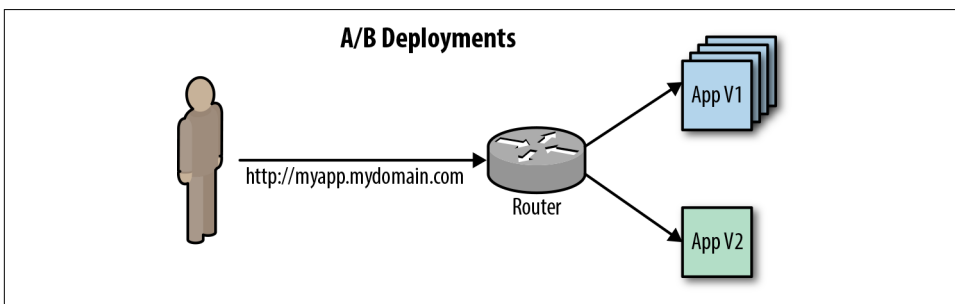 A/B Deployments
http://myapp.mydomain.com
Router
App V1
App V2